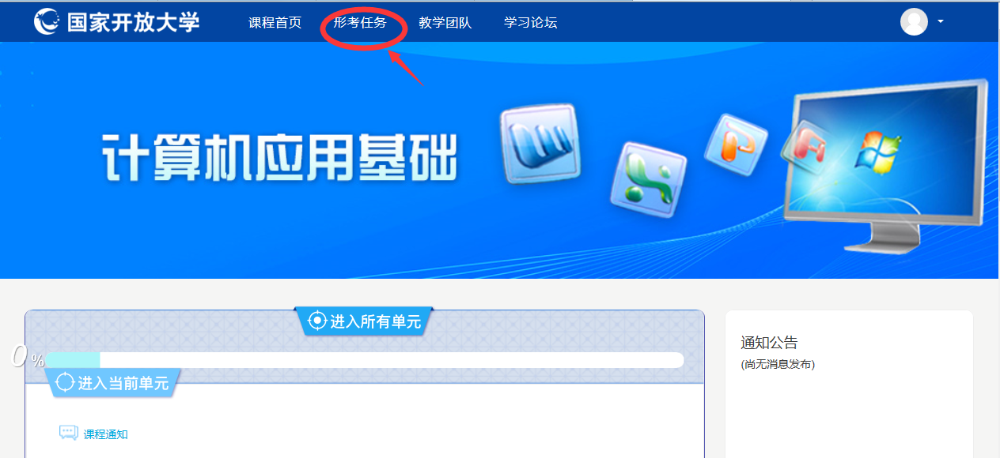 国家开放大学 课程首页 形考任务 教学团队 学习论坛
计算机应用基础
进入所有单元
0 %
进入当前单元
课程通知
通知公告
(尚无消息发布)